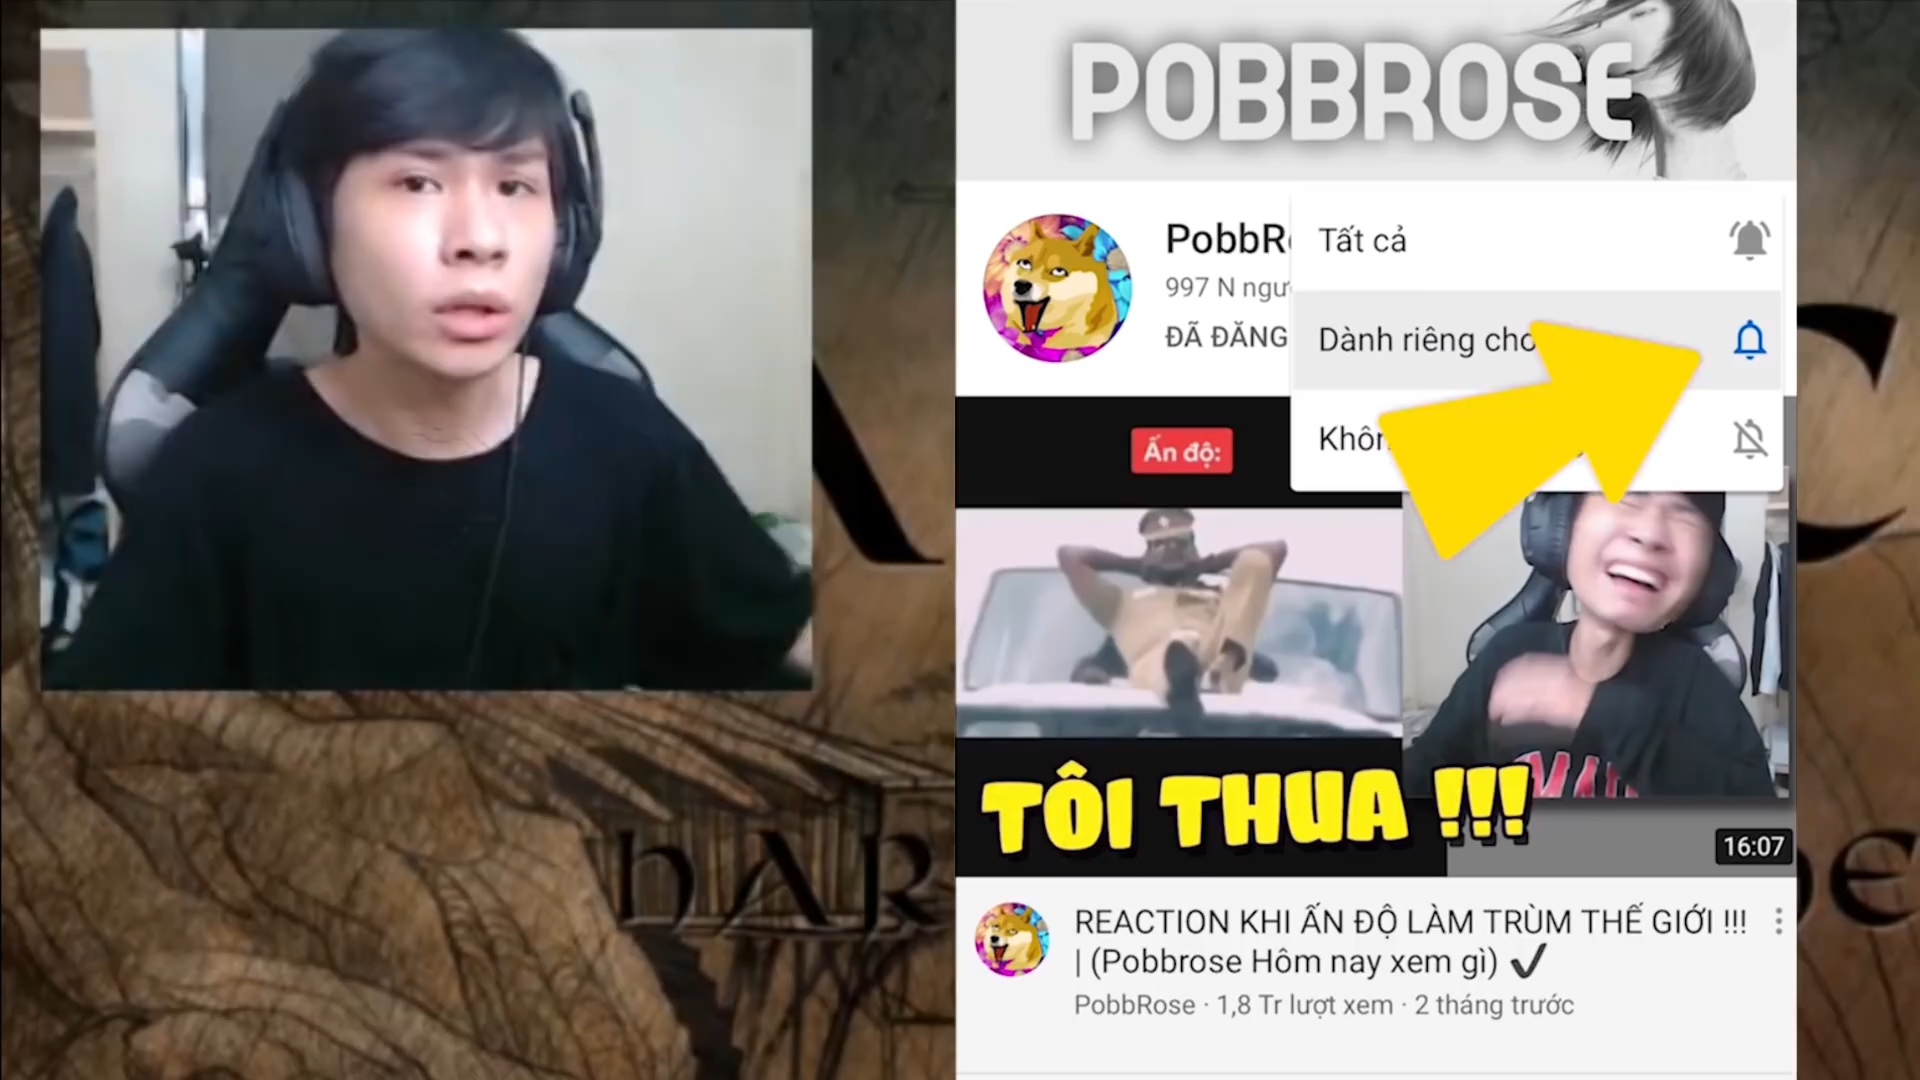 POBBROSE
PobbR
997 N ngư
ĐÃ ĐĂNG
Tất cả
Dành riêng cho
Khôn
Ấn độ:
TÔI THUA !!!
16:07
REACTION KHI ẤN ĐỘ LÀM TRÙM THẾ GIỚI !!!
| (Pobbrose Hôm nay xem gì) ✔
PobbRose · 1,8 Tr lượt xem · 2 tháng trước